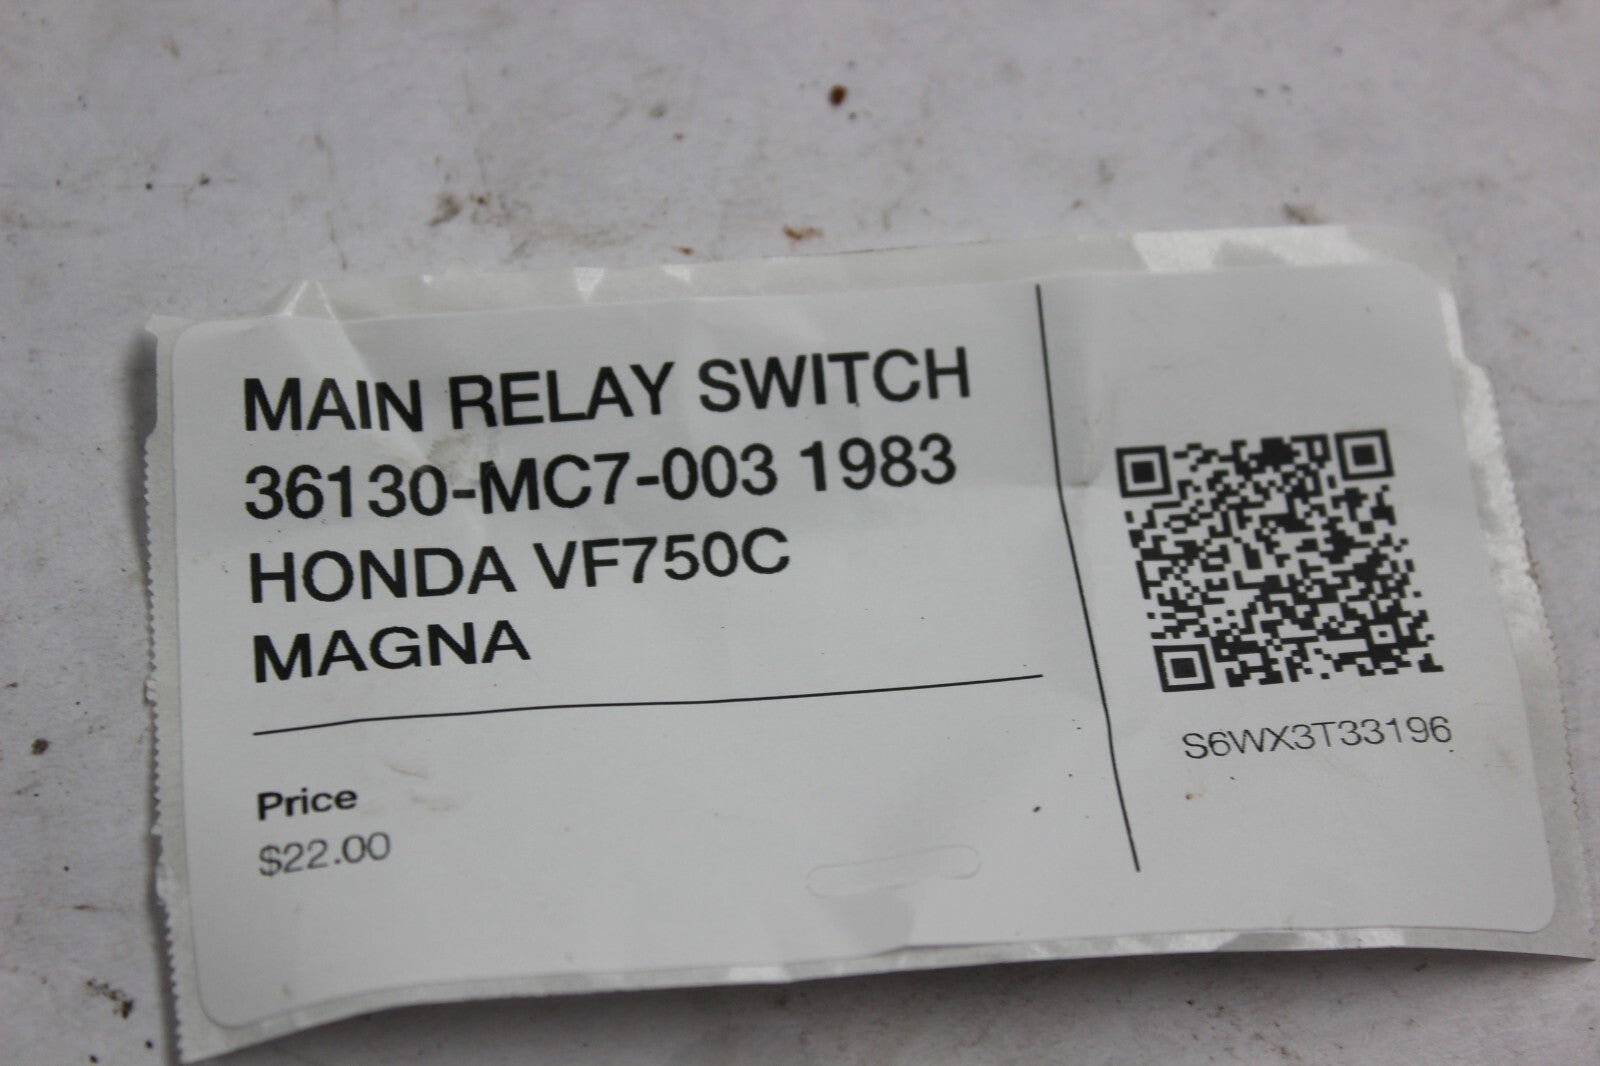 MAIN RELAY SWITCH
36130-MC7-003 1983
HONDA VF750C
MAGNA
Price
$22.00
S6WX3T33196